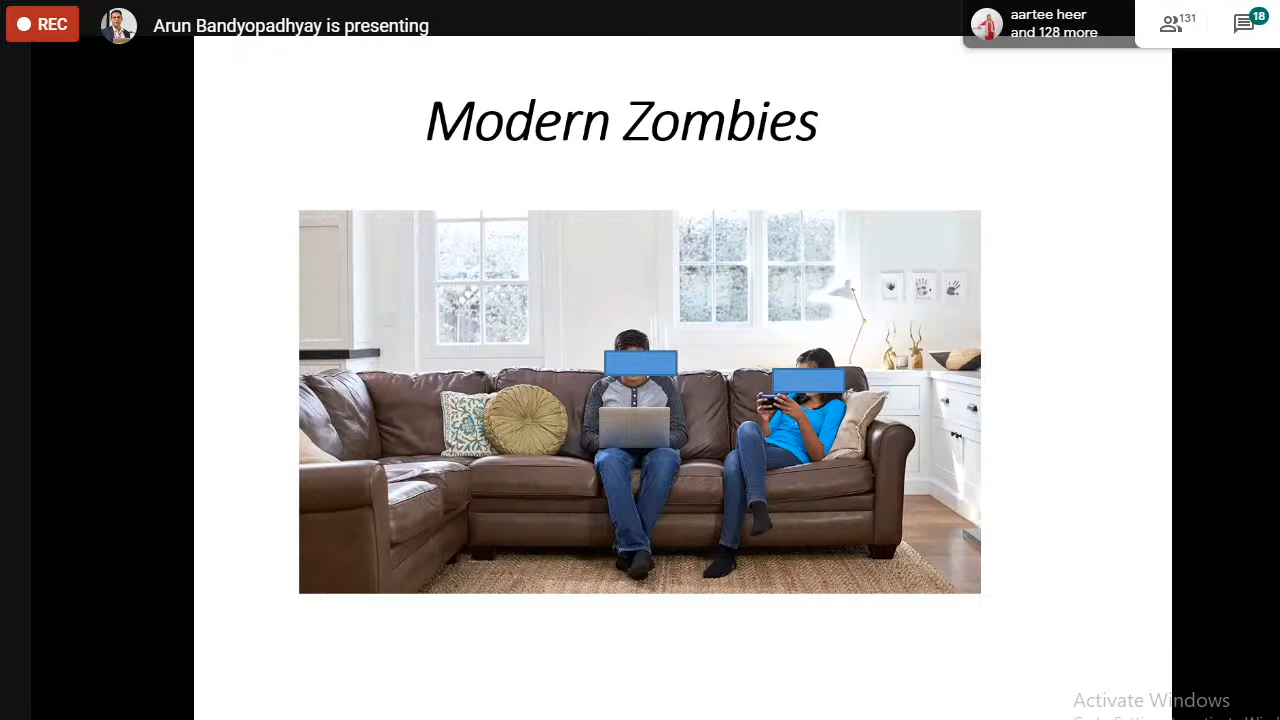 REC
Arun Bandyopadhyay is presenting
aartee heer
and 128 more
131
18
Modern Zombies
Activate Windows